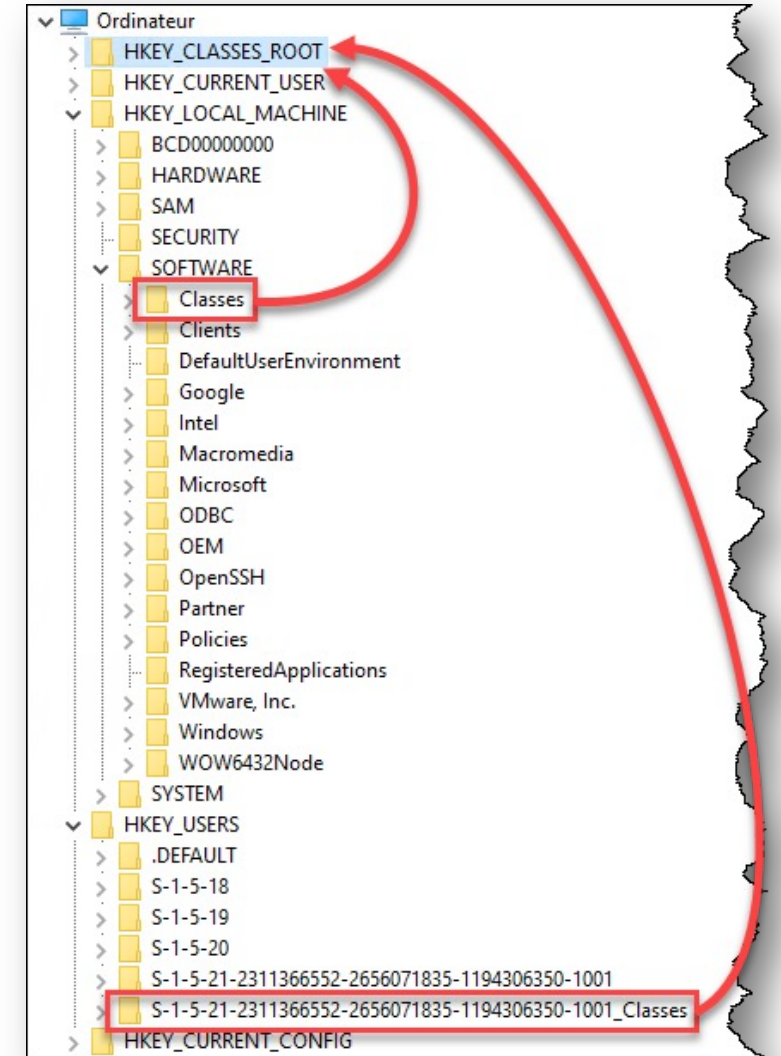 Ordinateur
HKEY_CLASSES_ROOT
HKEY_CURRENT_USER
HKEY_LOCAL_MACHINE
BCD00000000
HARDWARE
SAM
SECURITY
SOFTWARE
Classes
Clients
DefaultUserEnvironment
Google
Intel
Macromedia
Microsoft
ODBC
OEM
OpenSSH
Partner
Policies
RegisteredApplications
VMware, Inc.
Windows
WOW6432Node
SYSTEM
HKEY_USERS
.DEFAULT
S-1-5-18
S-1-5-19
S-1-5-20
S-1-5-21-2311366552-2656071835-1194306350-1001
S-1-5-21-2311366552-2656071835-1194306350-1001_Classes
HKEY_CURRENT_CONFIG